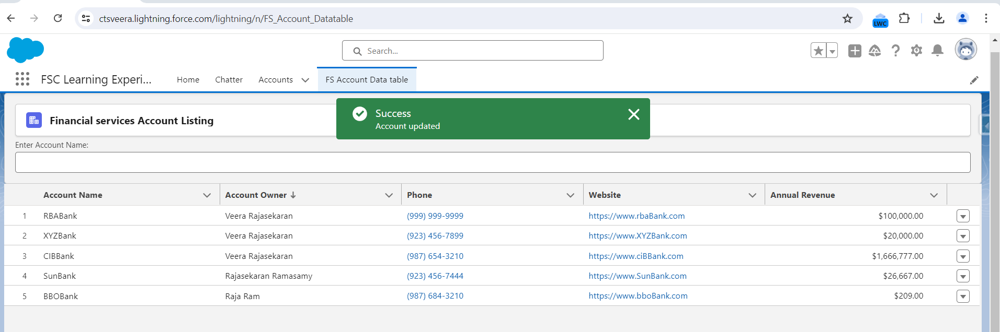 ctsveera.lightning.force.com/lightning/n/FS_Account_Datatable
LWC
Search...
FSC Learning Experi... Home Chatter Accounts FS Account Data table
Success
Account updated
Financial services Account Listing
Enter Account Name:
Account Name Account Owner Phone Website Annual Revenue
1 RBABank Veera Rajasekaran (999) 999-9999 https://www.rbaBank.com $100,000.00
2 XYZBank Veera Rajasekaran (923) 456-7899 https://www.XYZBank.com $20,000.00
3 CIBBank Veera Rajasekaran (987) 654-3210 https://www.ciBBank.com $1,666,777.00
4 SunBank Rajasekaran Ramasamy (923) 456-7444 https://www.SunBank.com $26,667.00
5 BBOBank Raja Ram (987) 684-3210 https://www.bboBank.com $209.00